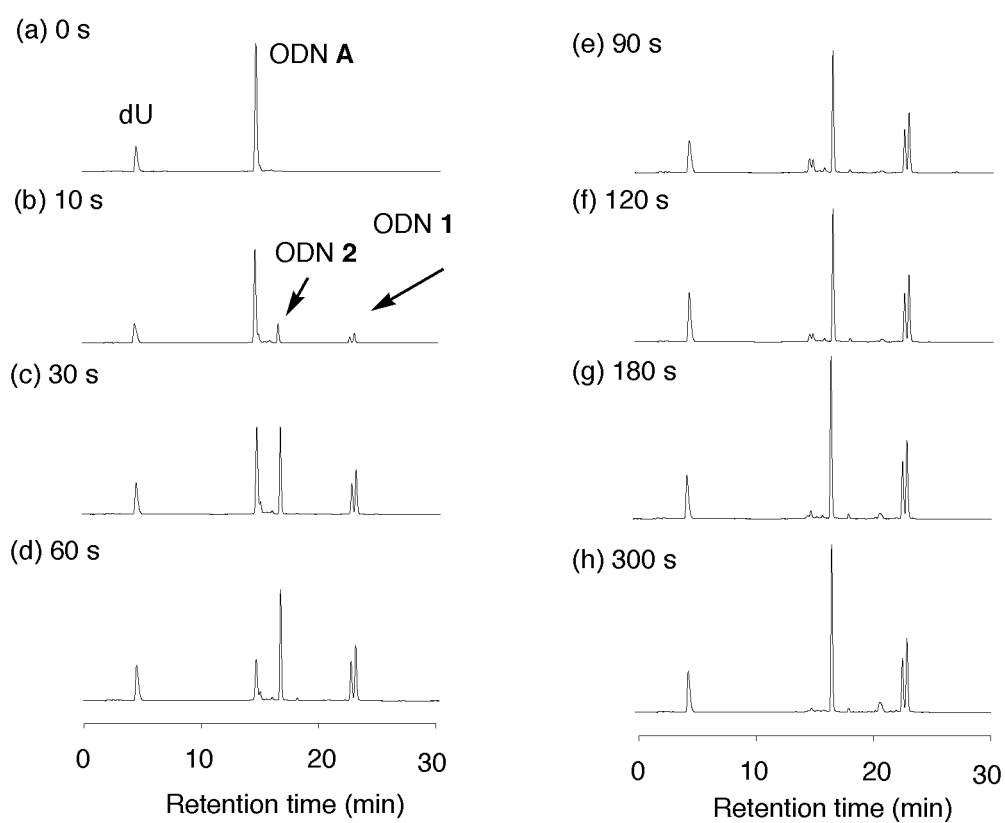 (a) 0 s
ODN A
dU
(b) 10 s
ODN 2
ODN 1
(c) 30 s
(d) 60 s
0 10 20 30
Retention time (min)
(e) 90 s
(f) 120 s
(g) 180 s
(h) 300 s
0 10 20 30
Retention time (min)